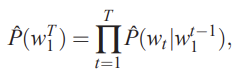 P̂(w_1^T) = ∏_{t=1}^{T} P̂(w_t|w_1^{t−1}),